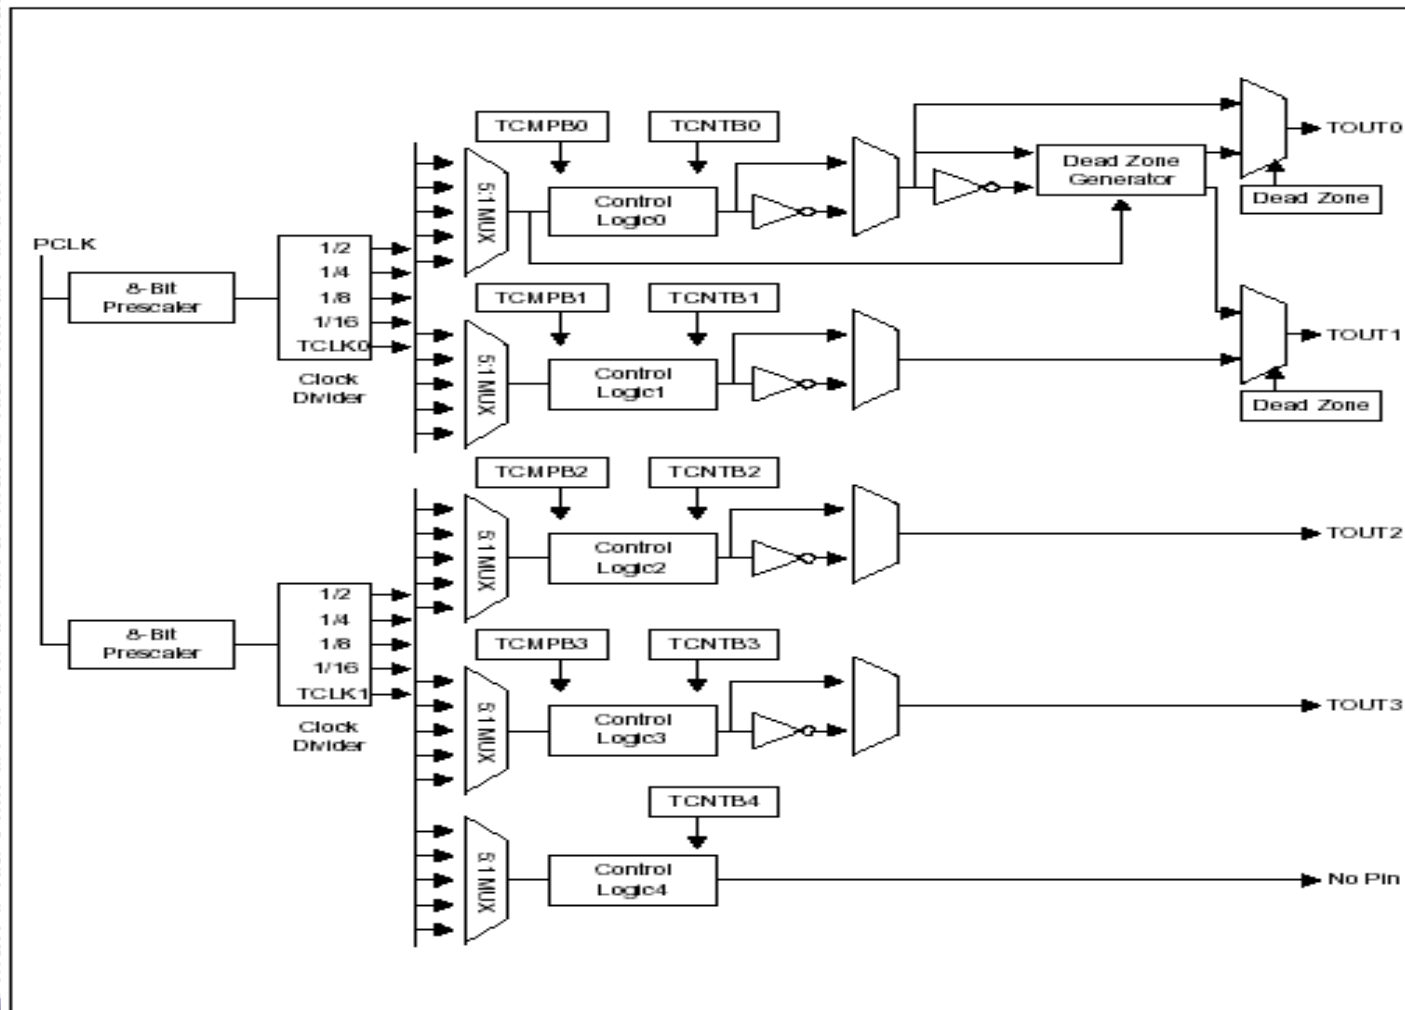 TCMPB0
TCNTB0
TOUT0
5:1 MUX
Control
Logic0
Dead Zone
Generator
Dead Zone
PCLK
8-Bit
Prescaler
1/2
1/4
1/8
1/16
TCLK0
Clock
Divider
TCMPB1
TCNTB1
TOUT1
5:1 MUX
Control
Logic1
Dead Zone
TCMPB2
TCNTB2
5:1 MUX
Control
Logic2
TOUT2
8-Bit
Prescaler
1/2
1/4
1/8
1/16
TCLK1
Clock
Divider
TCMPB3
TCNTB3
5:1 MUX
Control
Logic3
TOUT3
TCNTB4
5:1 MUX
Control
Logic4
No Pin